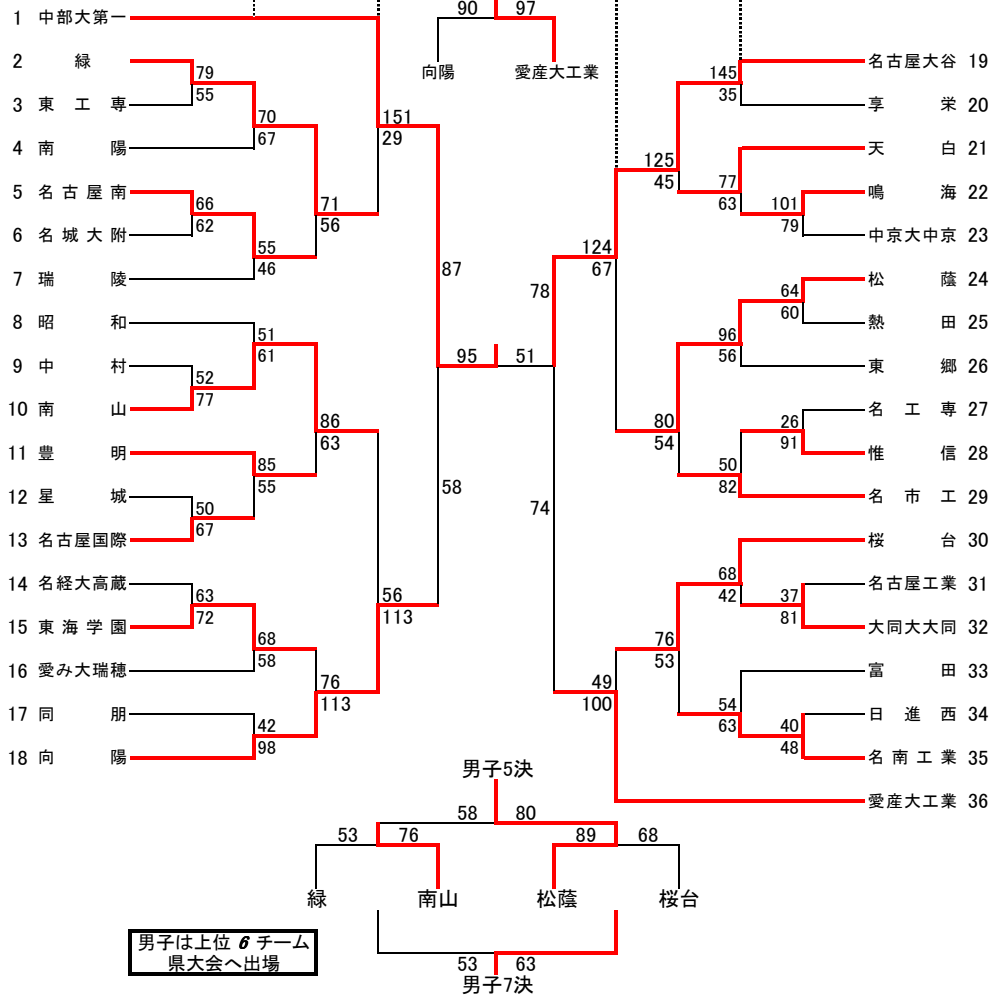 90 97
向陽 愛産大工業
1 中部大第一
2 緑
3 東工専
4 南陽
5 名古屋南
6 名城大附
7 瑞陵
8 昭和
9 中村
10 南山
11 豊明
12 星城
13 名古屋国際
14 名経大高蔵
15 東海学園
16 愛み大瑞穂
17 同朋
18 向陽
79
55
66
62
52
77
50
67
63
72
70
67
55
46
51
61
85
55
68
58
42
98
71
56
86
63
76
113
151
29
56
113
87
58
95 51
78
74
124
67
49
100
125
45
80
54
76
53
145
35
77
63
96
56
50
82
68
42
54
63
101
79
64
60
26
91
37
81
40
48
名古屋大谷 19
享栄 20
天白 21
鳴海 22
中京大中京 23
松蔭 24
熱田 25
東郷 26
名工専 27
惟信 28
名市工 29
桜台 30
名古屋工業 31
大同大大同 32
富田 33
日進西 34
名南工業 35
愛産大工業 36
男子5決
58 80
53 76 89 68
緑 南山 松蔭 桜台
53 63
男子7決
男子は上位 6 チーム
県大会へ出場